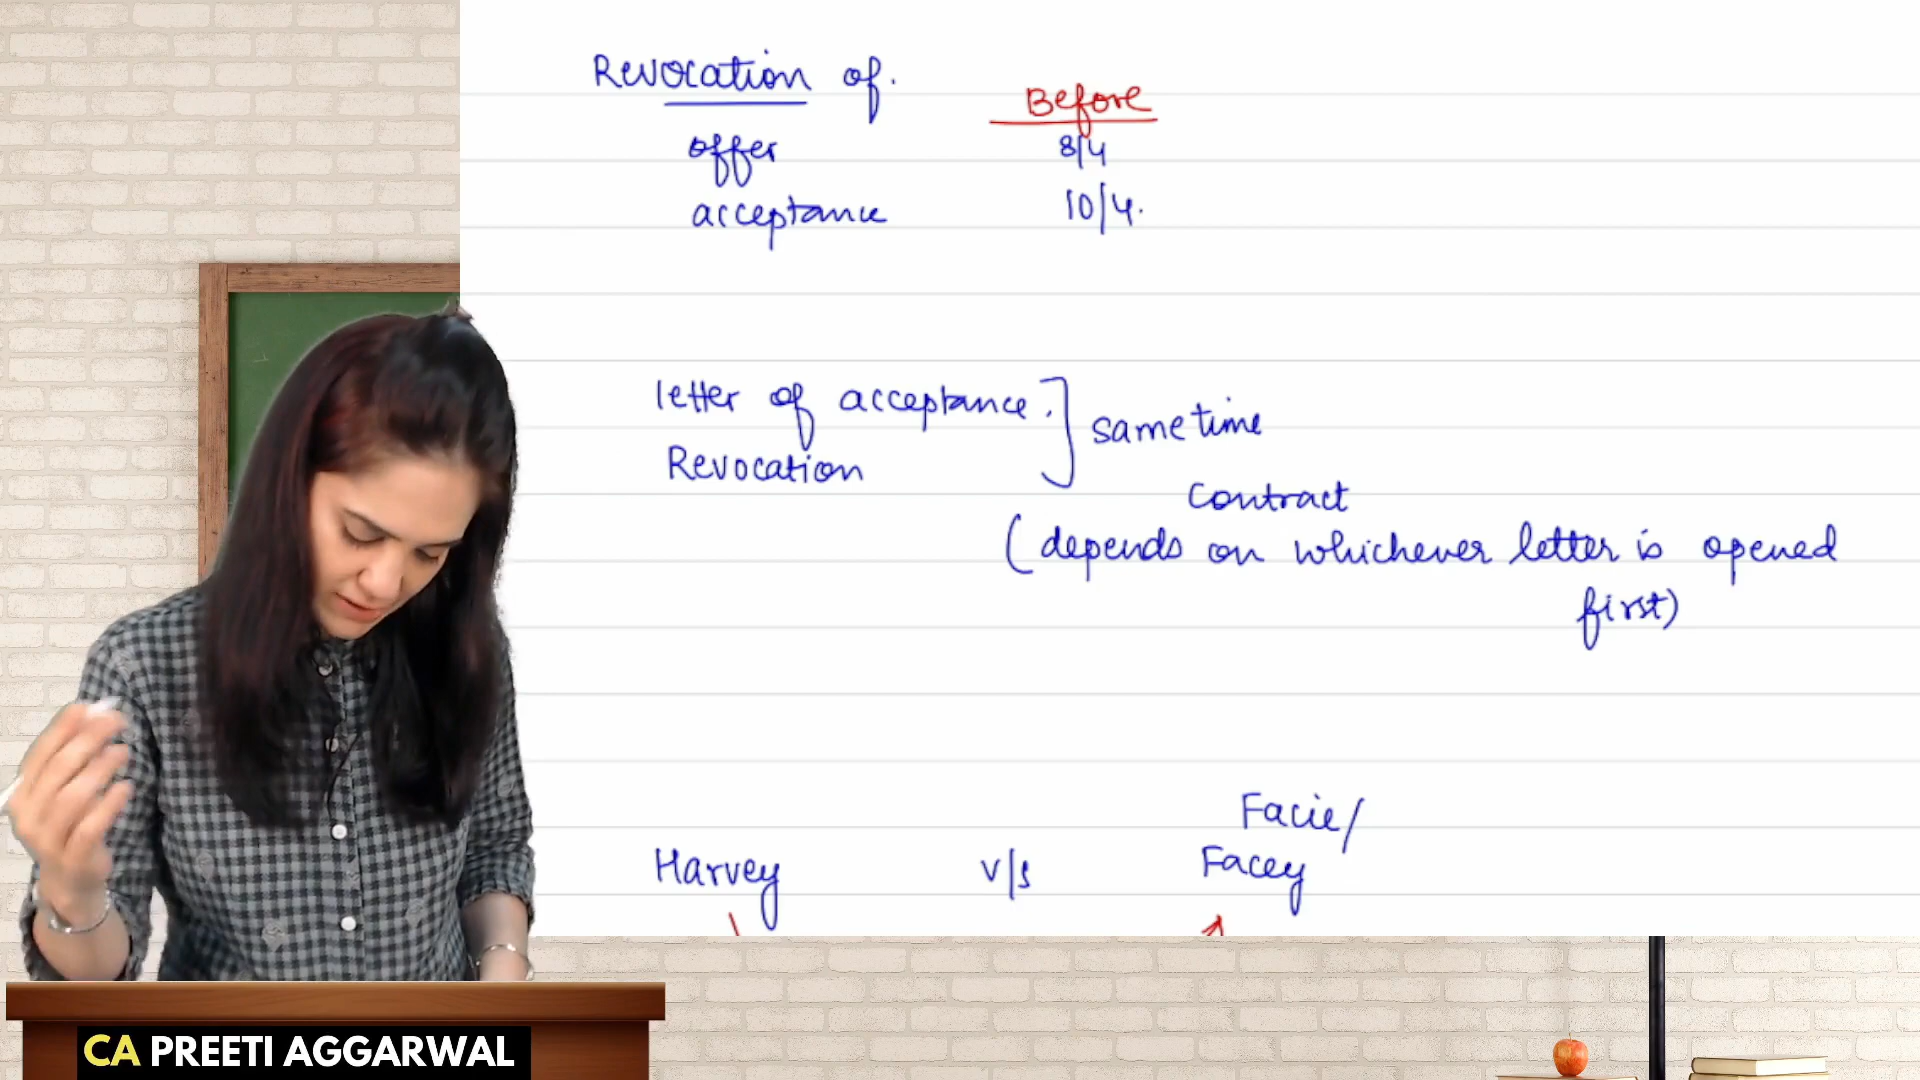 Revocation of.
Before
offer 8/4
acceptance 10/4.
letter of acceptance.
Revocation
same time
contract
(depends on whichever letter is opened
first)
Facie/
Harvey v/s Facey
CA PREETI AGGARWAL